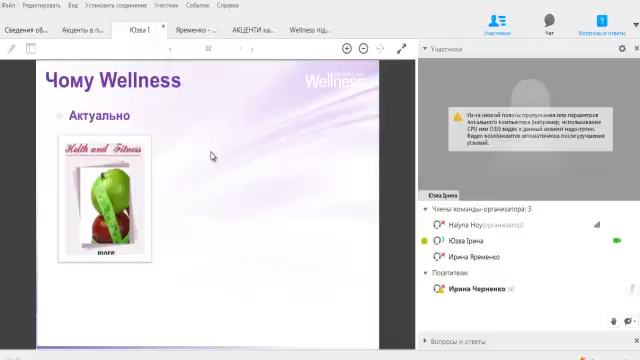 Файл Вид Установить соединение Участник Событие Справка
Сведения об... Акценти в п... Юзва І Яременко – ... АКЦЕНТИ ка... Wellness під... Участники Чат Вопросы и ответы
Участники
Чому Wellness
Wellness
Актуально
Helth and Fitness
more
Из-за низкой полосы пропускания или параметров
локального компьютера (например, использование
CPU или ОЗУ) видео в данный момент недоступно.
Видео возобновится автоматически после улучшения
условий.
Юзва Ірина
Члены команды-организатора: 3
Halyna Hoy(организатор)
Юзва Ірина
Ирина Яременко
Посетители:
Ирина Черненко
Вопросы и ответы